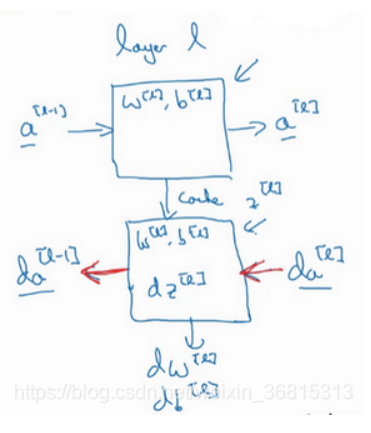 layer l
w^[l], b^[l]
a^[l-1] a^[l]
cache z^[l]
w^[l], b^[l]
da^[l-1] da^[l]
dz^[l]
dw^[l]
https://blog.csdn.net/weixin_36815313
db^[l]